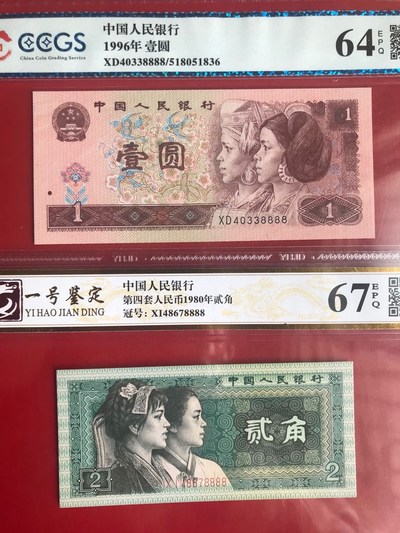 CCGS
China Coin Grading Service
中国人民银行
1996年 壹圆
XD40338888/518051836
64 EPQ
中国人民银行
1
壹圆
XD40338888
1
1
一号鉴定
YI HAO JIAN DING
中国人民银行
第四套人民币1980年贰角
冠号: XI48678888
67 EPQ
中国人民银行
贰角
XI48678888
2
2